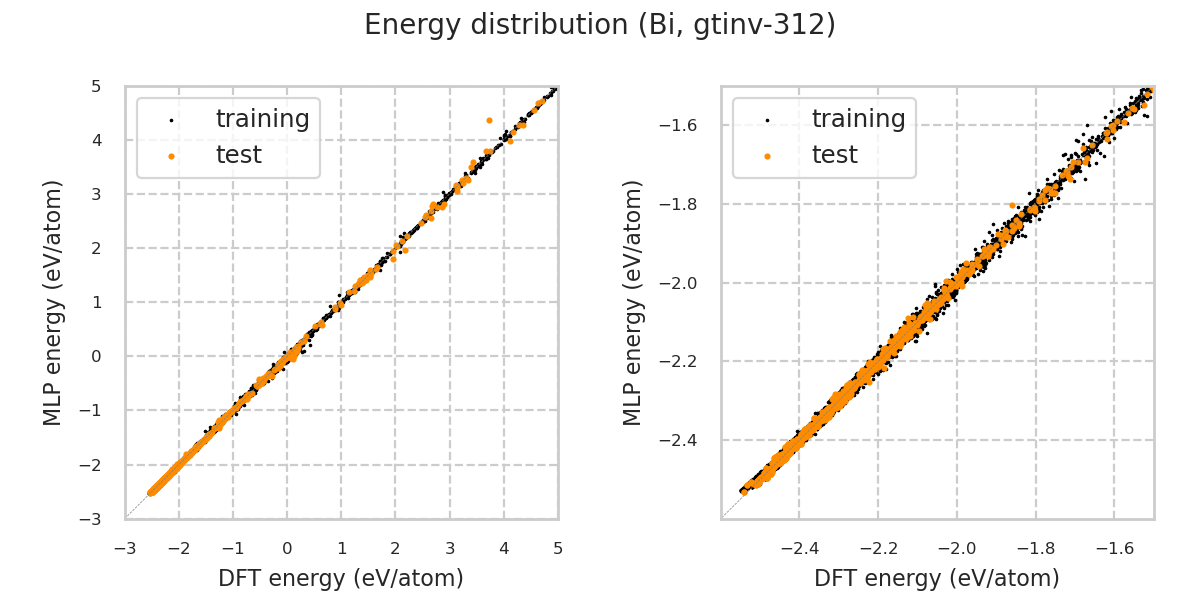 Energy distribution (Bi, gtinv-312)
5
4
3
2
1
0
−1
−2
−3
MLP energy (eV/atom)
training
test
−3 −2 −1 0 1 2 3 4 5
DFT energy (eV/atom)
−1.6
−1.8
−2.0
−2.2
−2.4
MLP energy (eV/atom)
training
test
−2.4 −2.2 −2.0 −1.8 −1.6
DFT energy (eV/atom)